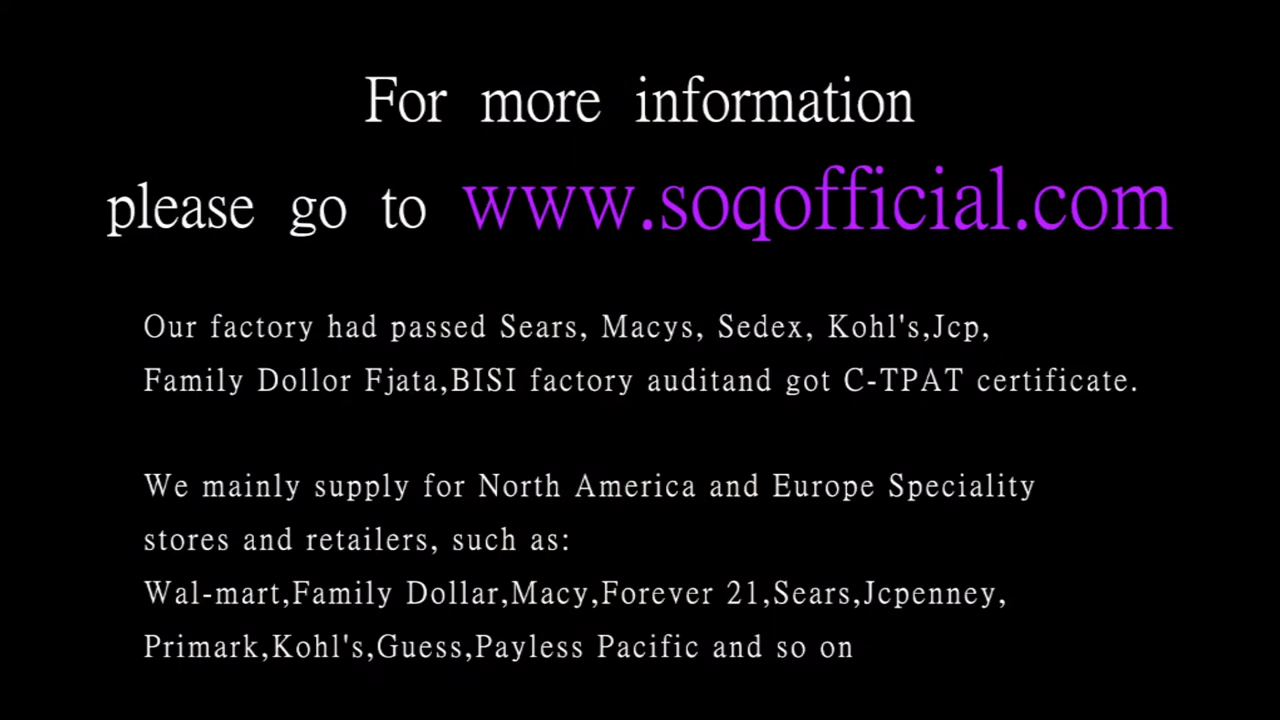 For more information
please go to www.soqofficial.com
Our factory had passed Sears, Macys, Sedex, Kohl's,Jcp,
Family Dollor Fjata,BISI factory auditand got C-TPAT certificate.
We mainly supply for North America and Europe Speciality
stores and retailers, such as:
Wal-mart,Family Dollar,Macy,Forever 21,Sears,Jcpenney,
Primark,Kohl's,Guess,Payless Pacific and so on